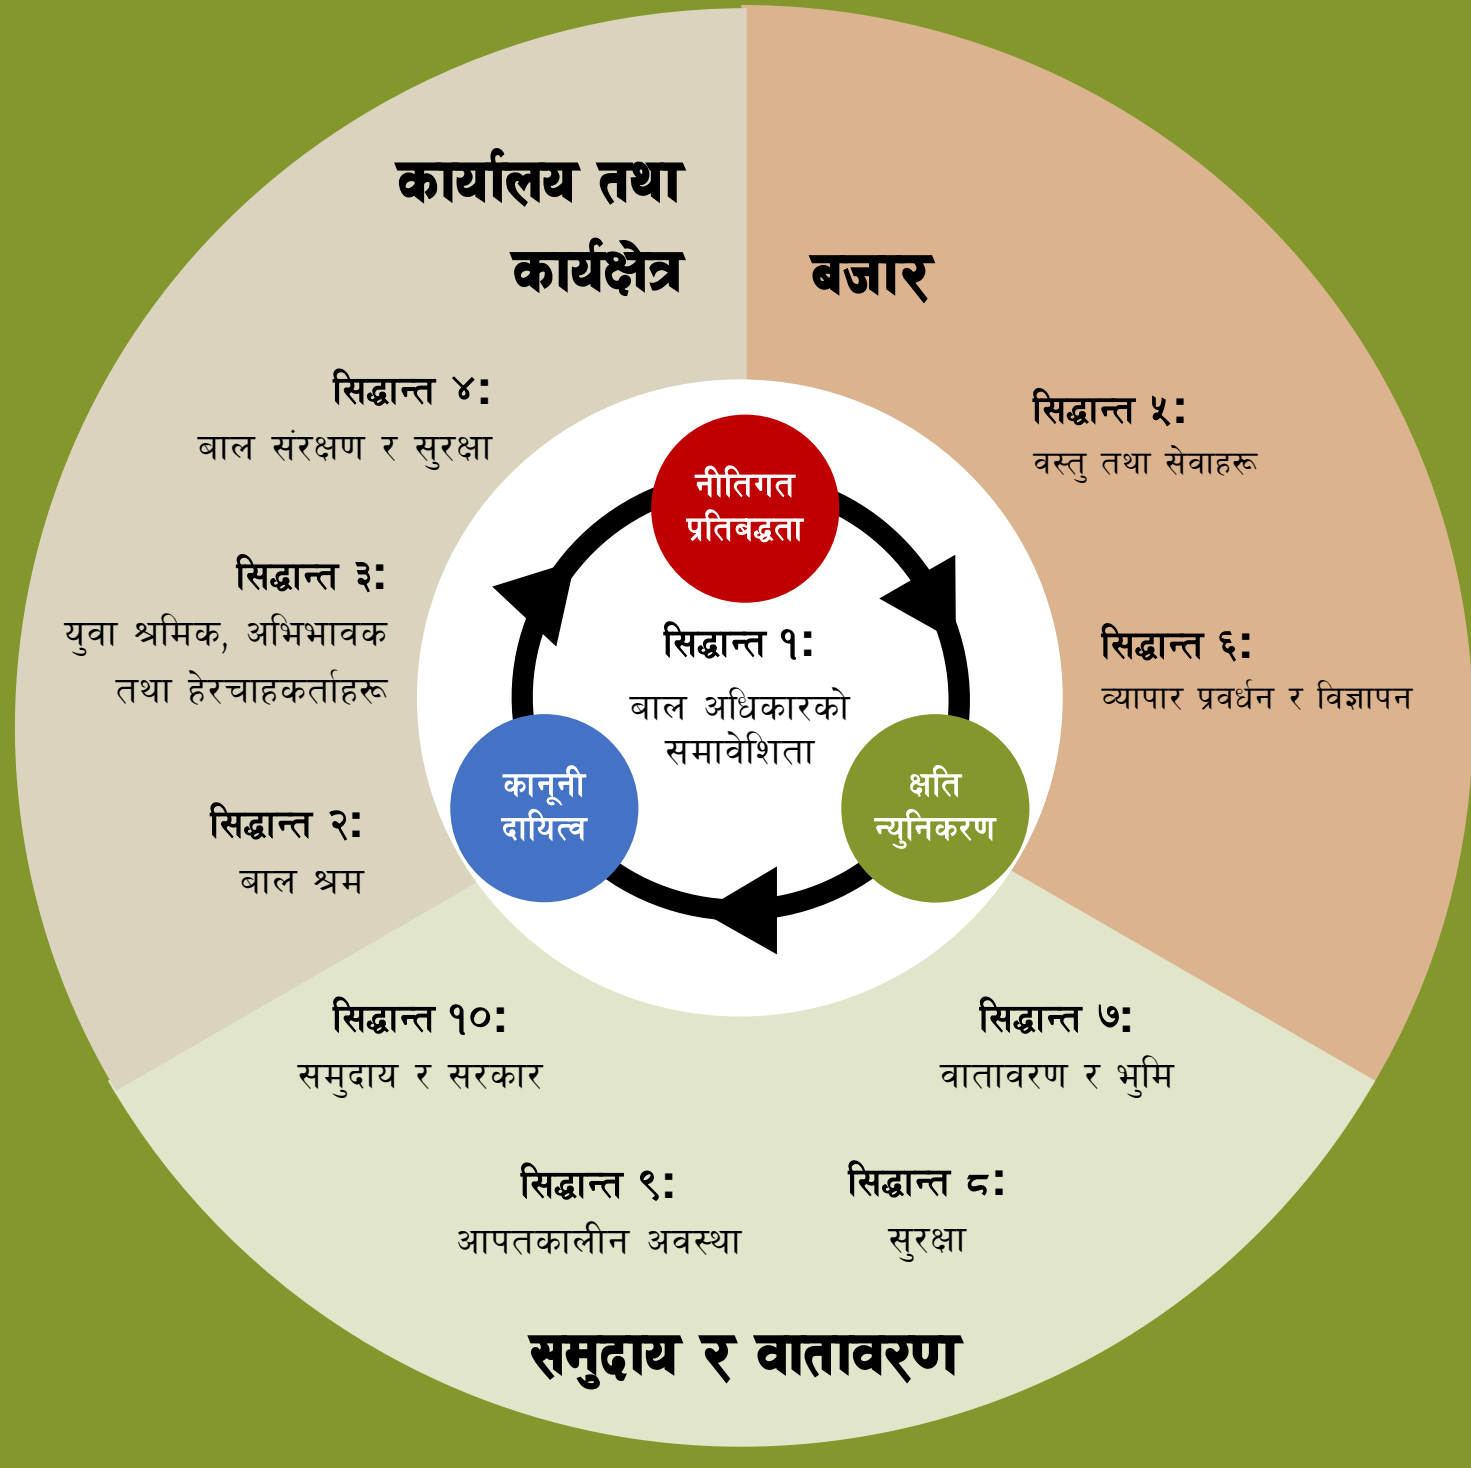 कार्यालय तथा
कार्यक्षेत्र
सिद्धान्त ४:
बाल संरक्षण र सुरक्षा
सिद्धान्त ३:
युवा श्रमिक, अभिभावक
तथा हेरचाहकर्ताहरू
सिद्धान्त २:
बाल श्रम
बजार
सिद्धान्त ५:
वस्तु तथा सेवाहरू
सिद्धान्त ६:
व्यापार प्रवर्धन र विज्ञापन
नीतिगत
प्रतिबद्धता
सिद्धान्त १:
बाल अधिकारको
समावेशिता
कानूनी
दायित्व
क्षति
न्युनिकरण
सिद्धान्त १०:
समुदाय र सरकार
सिद्धान्त ७:
वातावरण र भुमि
सिद्धान्त ९:
आपतकालीन अवस्था
सिद्धान्त ८:
सुरक्षा
समुदाय र वातावरण